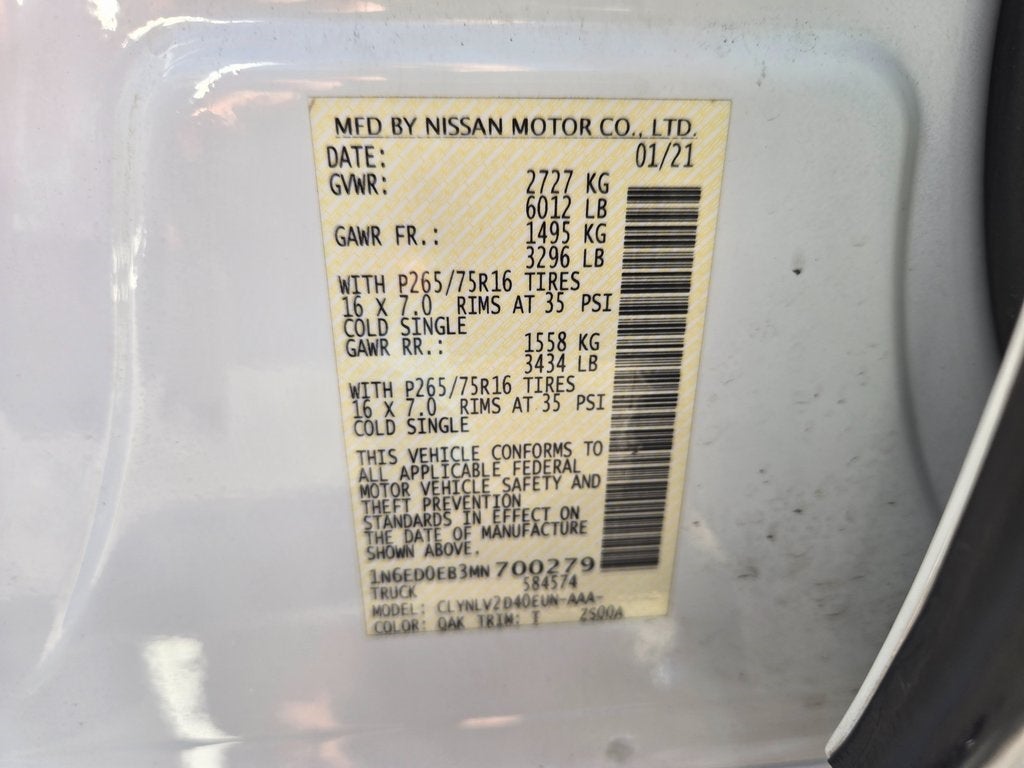 MFD BY NISSAN MOTOR CO., LTD.
DATE: 01/21
GVWR: 2727 KG
6012 LB
GAWR FR.: 1495 KG
3296 LB
WITH P265/75R16 TIRES
16 X 7.0 RIMS AT 35 PSI
COLD SINGLE
GAWR RR.: 1558 KG
3434 LB
WITH P265/75R16 TIRES
16 X 7.0 RIMS AT 35 PSI
COLD SINGLE
THIS VEHICLE CONFORMS TO
ALL APPLICABLE FEDERAL
MOTOR VEHICLE SAFETY AND
THEFT PREVENTION
STANDARDS IN EFFECT ON
THE DATE OF MANUFACTURE
SHOWN ABOVE.
1N6ED0EB3MN700279
TRUCK 584574
MODEL: CLYNLV2D40EUN-AAA-
COLOR: QAK TRIM: T ZS00A